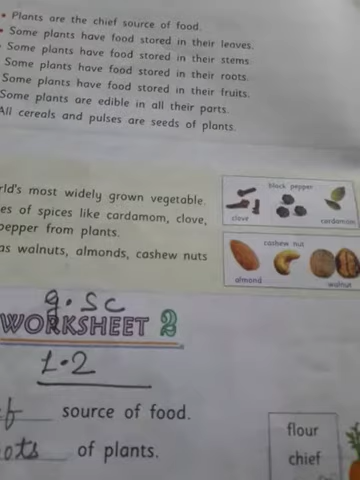 Plants are the chief source of food.
Some plants have food stored in their leaves.
Some plants have food stored in their stems.
Some plants have food stored in their roots.
Some plants have food stored in their fruits.
Some plants are edible in all their parts.
All cereals and pulses are seeds of plants.
rld's most widely grown vegetable.
es of spices like cardamom, clove,
pepper from plants.
as walnuts, almonds, cashew nuts
black pepper
clove
cardamom
cashew nut
almond
walnut
g.sc
WORKSHEET 2
1.2
ef source of food.
ots of plants.
flour
chief